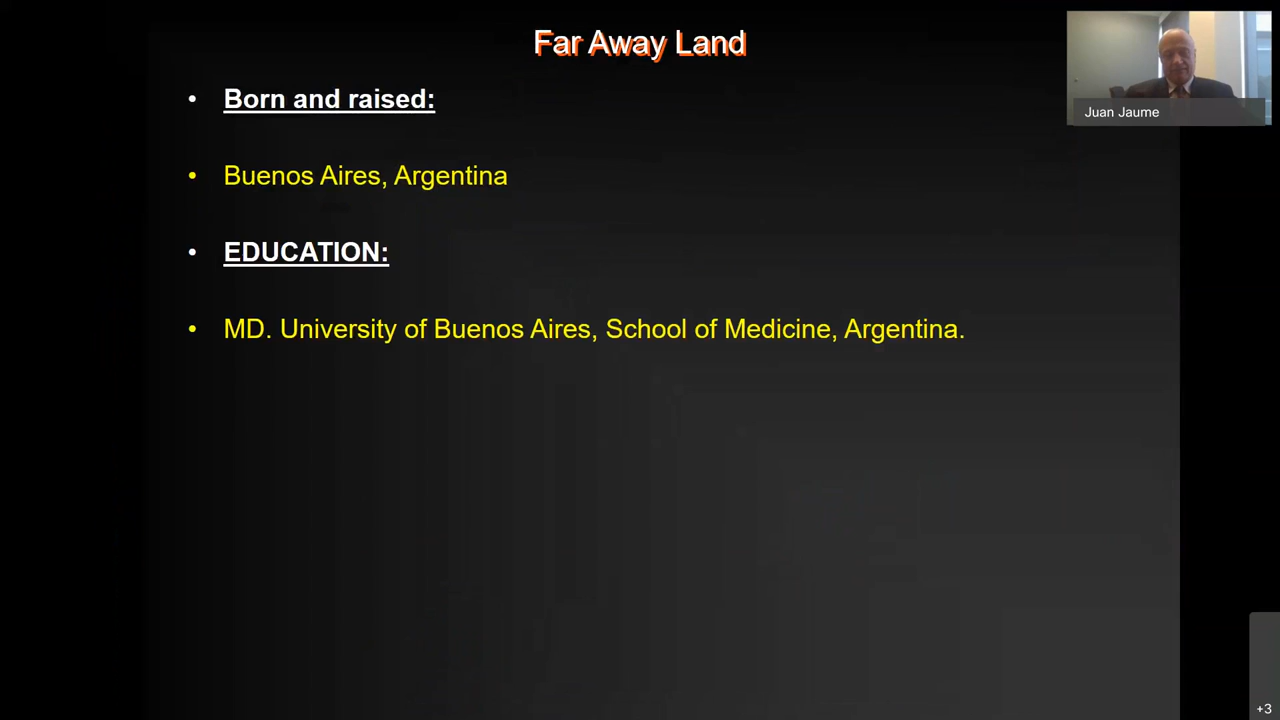 Far Away Land
Juan Jaume
• Born and raised:
• Buenos Aires, Argentina
• EDUCATION:
• MD. University of Buenos Aires, School of Medicine, Argentina.
+3